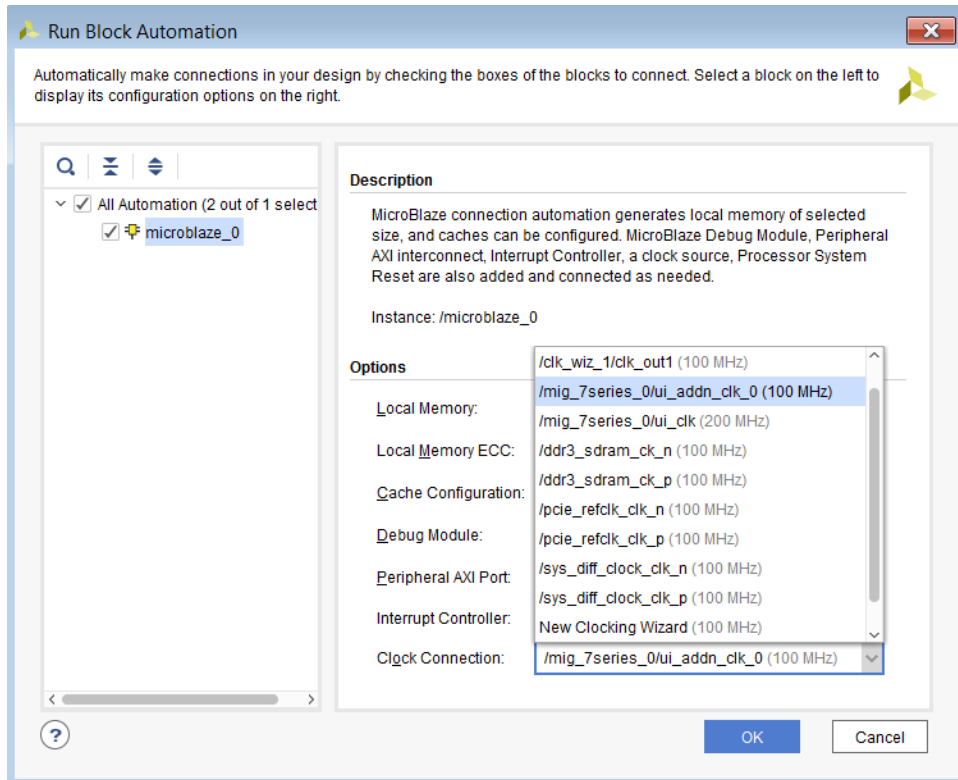 Run Block Automation
Automatically make connections in your design by checking the boxes of the blocks to connect. Select a block on the left to
display its configuration options on the right.
All Automation (2 out of 1 select
microblaze_0
Description
MicroBlaze connection automation generates local memory of selected
size, and caches can be configured. MicroBlaze Debug Module, Peripheral
AXI interconnect, Interrupt Controller, a clock source, Processor System
Reset are also added and connected as needed.
Instance: /microblaze_0
Options
/clk_wiz_1/clk_out1 (100 MHz)
/mig_7series_0/ui_addn_clk_0 (100 MHz)
Local Memory:
/mig_7series_0/ui_clk (200 MHz)
Local Memory ECC:
/ddr3_sdram_ck_n (100 MHz)
/ddr3_sdram_ck_p (100 MHz)
Cache Configuration:
/pcie_refclk_clk_n (100 MHz)
Debug Module:
/pcie_refclk_clk_p (100 MHz)
/sys_diff_clock_clk_n (100 MHz)
Peripheral AXI Port:
/sys_diff_clock_clk_p (100 MHz)
Interrupt Controller:
New Clocking Wizard (100 MHz)
Clock Connection:
/mig_7series_0/ui_addn_clk_0 (100 MHz)
?
OK
Cancel